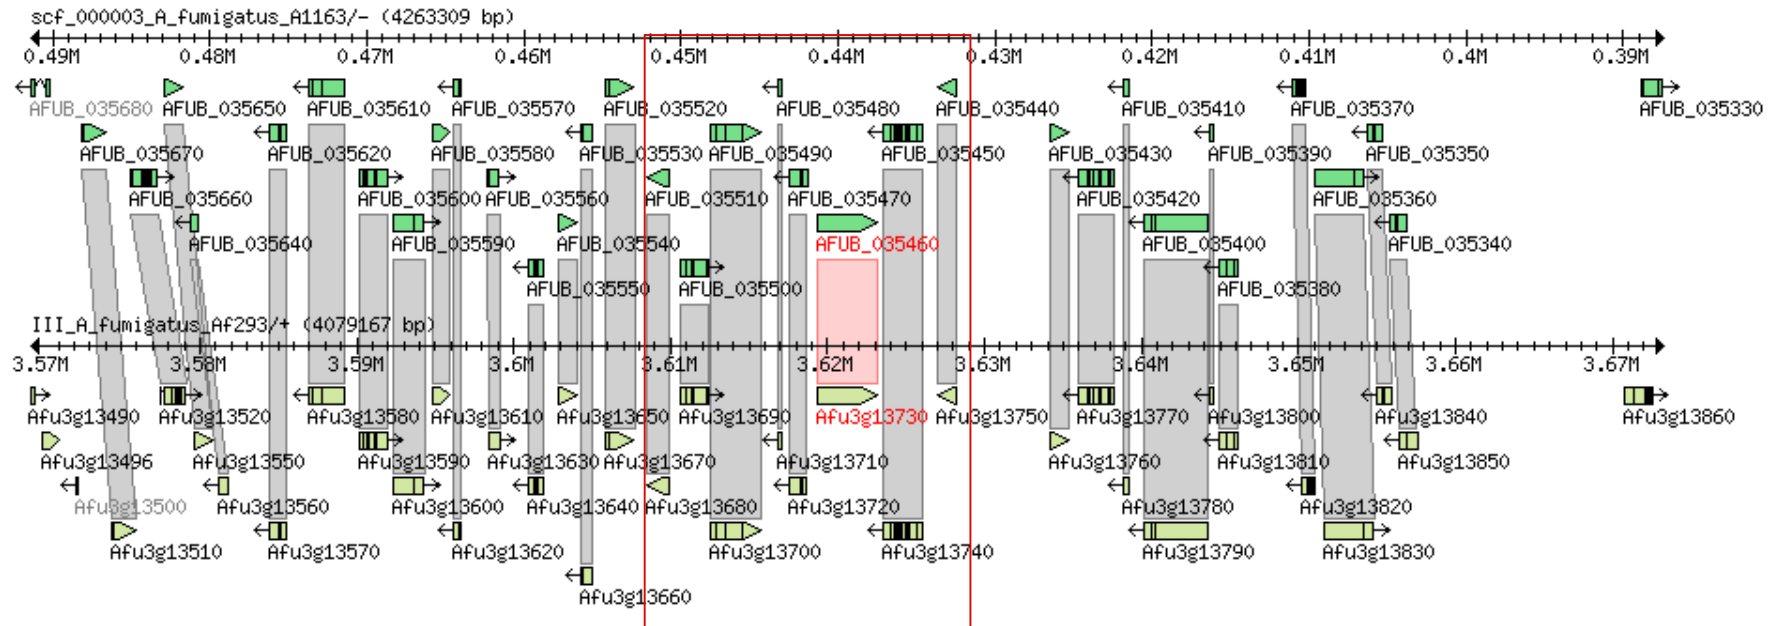 scf_000003_A_fumigatus_A1163/- (4263309 bp)
0.49M 0.48M 0.47M 0.46M 0.45M 0.44M 0.43M 0.42M 0.41M 0.4M 0.39M
AFUB_035680 AFUB_035650 AFUB_035610 AFUB_035570 AFUB_035520 AFUB_035480 AFUB_035440 AFUB_035410 AFUB_035370 AFUB_035330
AFUB_035670 AFUB_035620 AFUB_035580 AFUB_035530 AFUB_035490 AFUB_035450 AFUB_035430 AFUB_035390 AFUB_035350
AFUB_035660 AFUB_035600 AFUB_035560 AFUB_035510 AFUB_035470 AFUB_035420 AFUB_035360
AFUB_035640 AFUB_035590 AFUB_035540 AFUB_035460 AFUB_035400 AFUB_035340
AFUB_035550 AFUB_035500 AFUB_035380
III_A_fumigatus_Af293/+ (4079167 bp)
3.57M 3.58M 3.59M 3.6M 3.61M 3.62M 3.63M 3.64M 3.65M 3.66M 3.67M
Afu3g13490 Afu3g13520 Afu3g13580 Afu3g13610 Afu3g13650 Afu3g13690 Afu3g13730 Afu3g13750 Afu3g13770 Afu3g13800 Afu3g13840 Afu3g13860
Afu3g13496 Afu3g13550 Afu3g13590 Afu3g13630 Afu3g13670 Afu3g13710 Afu3g13760 Afu3g13810 Afu3g13850
Afu3g13500 Afu3g13560 Afu3g13600 Afu3g13640 Afu3g13680 Afu3g13720 Afu3g13780 Afu3g13820
Afu3g13510 Afu3g13570 Afu3g13620 Afu3g13700 Afu3g13740 Afu3g13790 Afu3g13830
Afu3g13660